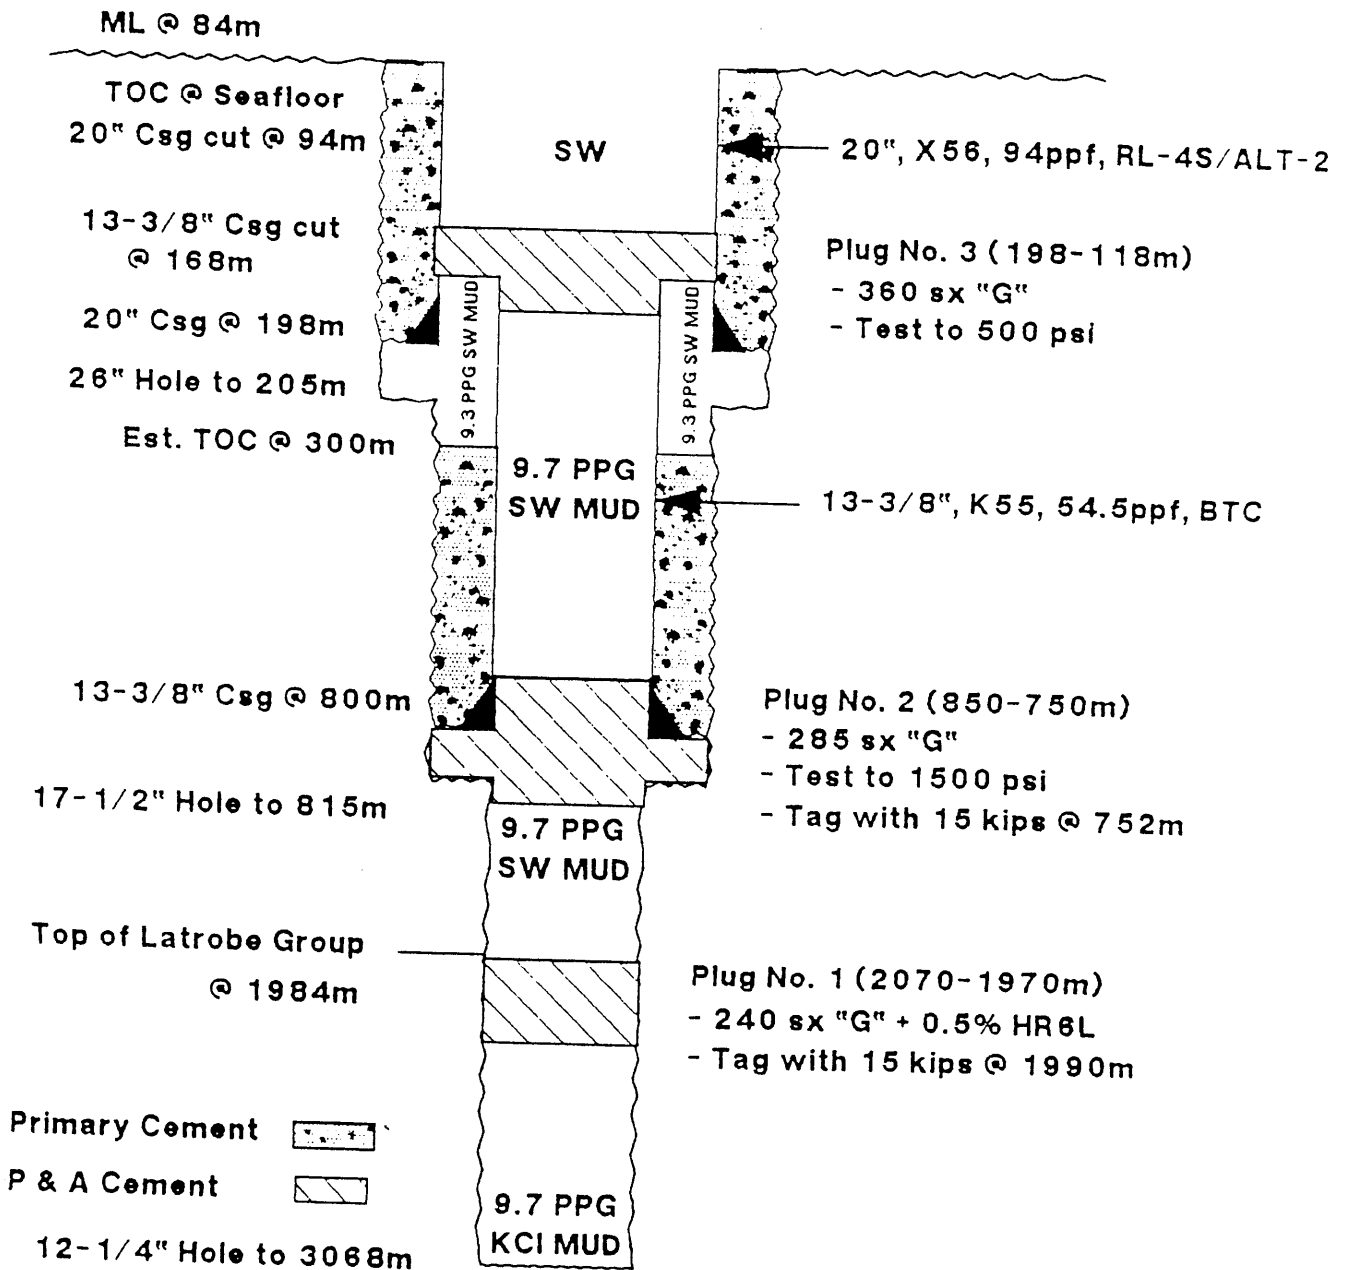 ML @ 84m
TOC @ Seafloor
20" Csg cut @ 94m
SW
20", X56, 94ppf, RL-4S/ALT-2
13-3/8" Csg cut
@ 168m
Plug No. 3 (198-118m)
- 360 sx "G"
- Test to 500 psi
20" Csg @ 198m
9.3 PPG SW MUD
9.3 PPG SW MUD
26" Hole to 205m
Est. TOC @ 300m
9.7 PPG
SW MUD
13-3/8", K55, 54.5ppf, BTC
13-3/8" Csg @ 800m
Plug No. 2 (850-750m)
- 285 sx "G"
- Test to 1500 psi
- Tag with 15 kips @ 752m
17-1/2" Hole to 815m
9.7 PPG
SW MUD
Top of Latrobe Group
@ 1984m
Plug No. 1 (2070-1970m)
- 240 sx "G" + 0.5% HR6L
- Tag with 15 kips @ 1990m
Primary Cement
P & A Cement
9.7 PPG
KCl MUD
12-1/4" Hole to 3068m